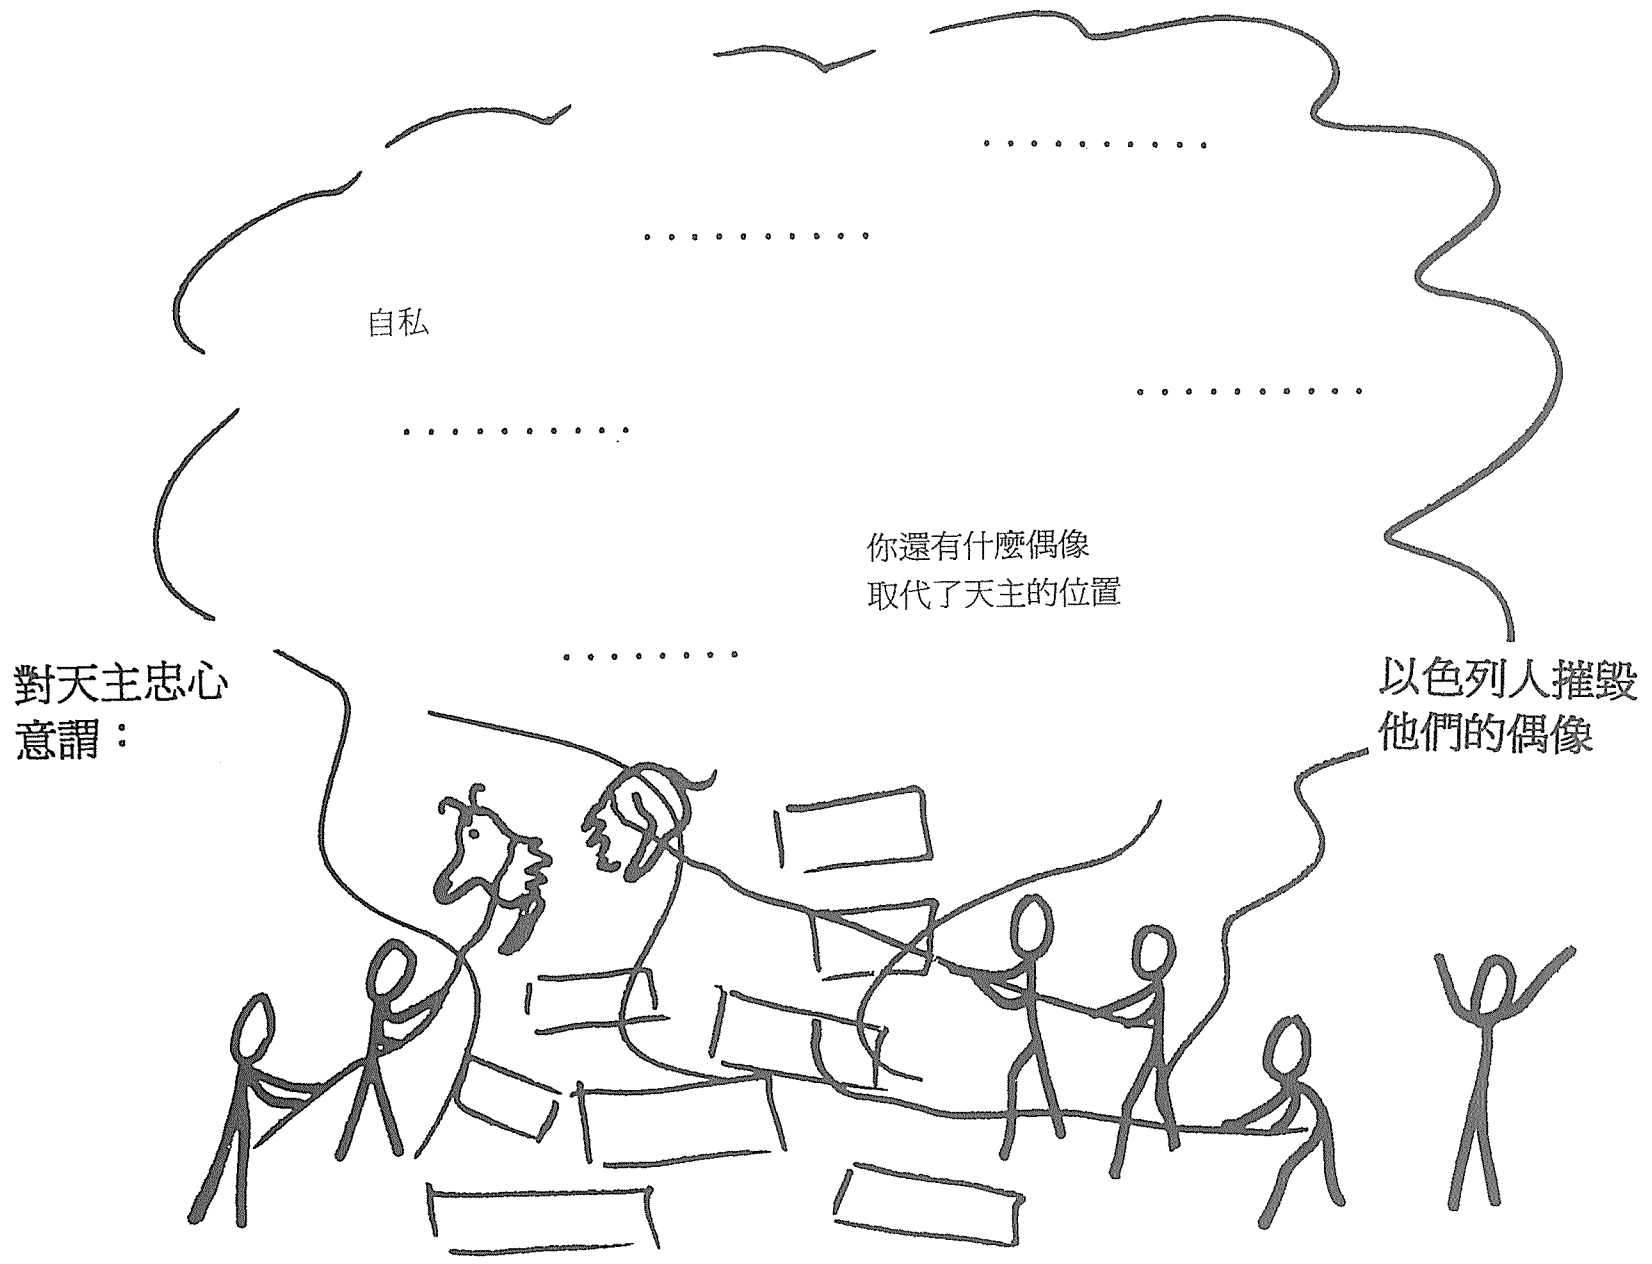 自私
你還有什麼偶像
取代了天主的位置
對天主忠心
意謂：
以色列人摧毀
他們的偶像